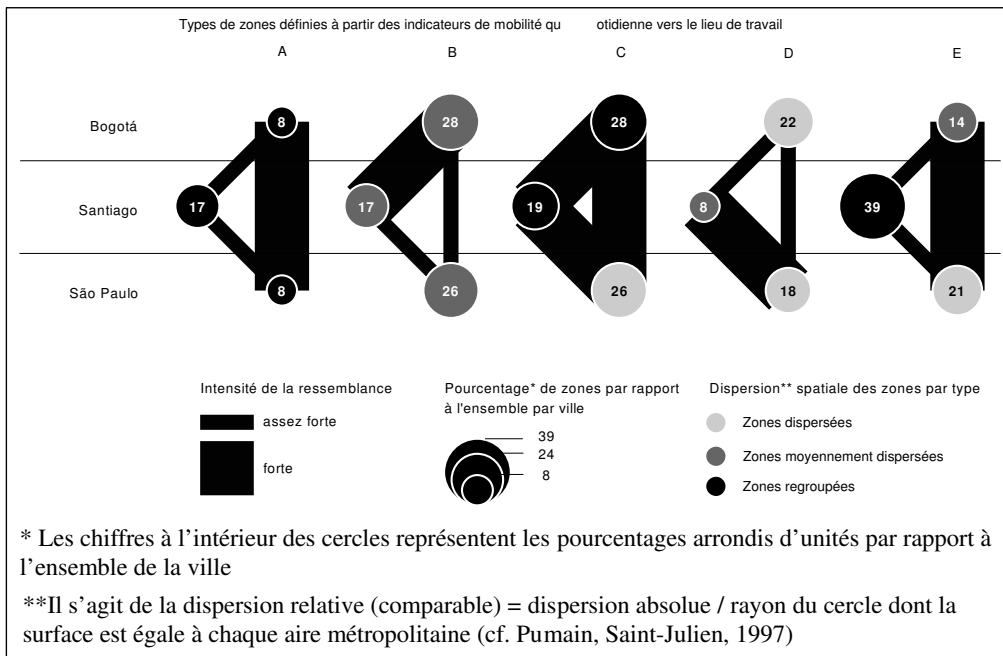 Types de zones définies à partir des indicateurs de mobilité qu otidienne vers le lieu de travail
A B C D E
Bogotá 8 28 28 22 14
Santiago 17 17 19 8 39
São Paulo 8 26 26 18 21
Intensité de la ressemblance
assez forte
forte
Pourcentage* de zones par rapport
à l'ensemble par ville
39
24
8
Dispersion** spatiale des zones par type
Zones dispersées
Zones moyennement dispersées
Zones regroupées
* Les chiffres à l’intérieur des cercles représentent les pourcentages arrondis d’unités par rapport à
l’ensemble de la ville
**Il s’agit de la dispersion relative (comparable) = dispersion absolue / rayon du cercle dont la
surface est égale à chaque aire métropolitaine (cf. Pumain, Saint-Julien, 1997)